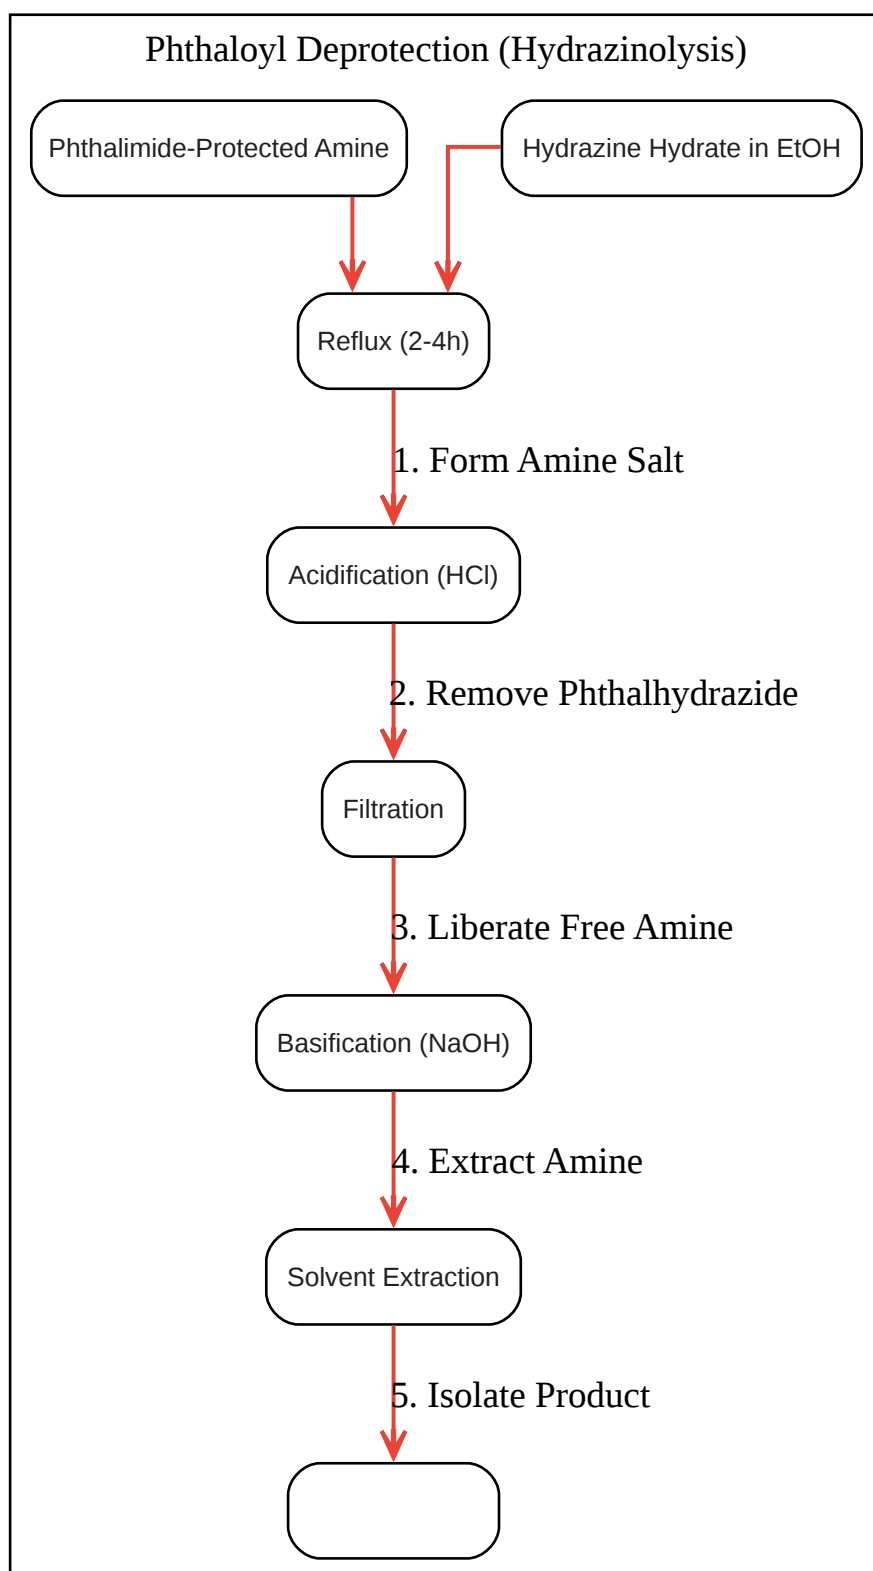 Phthaloyl Deprotection (Hydrazinolysis)
Phthalimide-Protected Amine
Hydrazine Hydrate in EtOH
Reflux (2-4h)
1. Form Amine Salt
Acidification (HCl)
2. Remove Phthalhydrazide
Filtration
3. Liberate Free Amine
Basification (NaOH)
4. Extract Amine
Solvent Extraction
5. Isolate Product